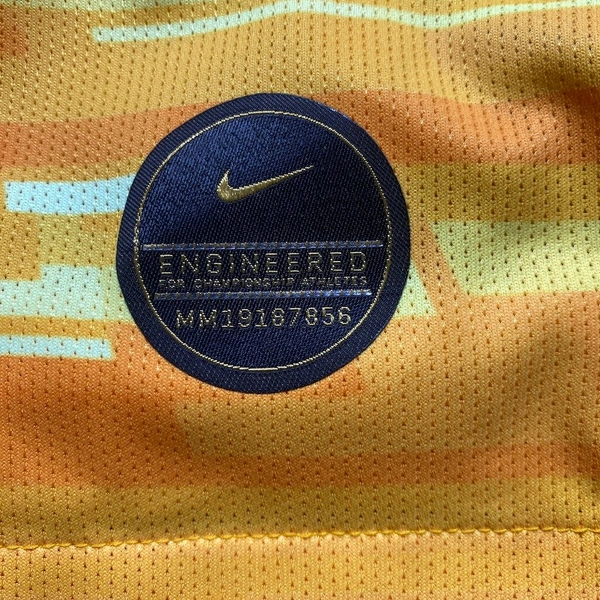 ENGINEERED
FOR CHAMPIONSHIP ATHLETES
MM19187856